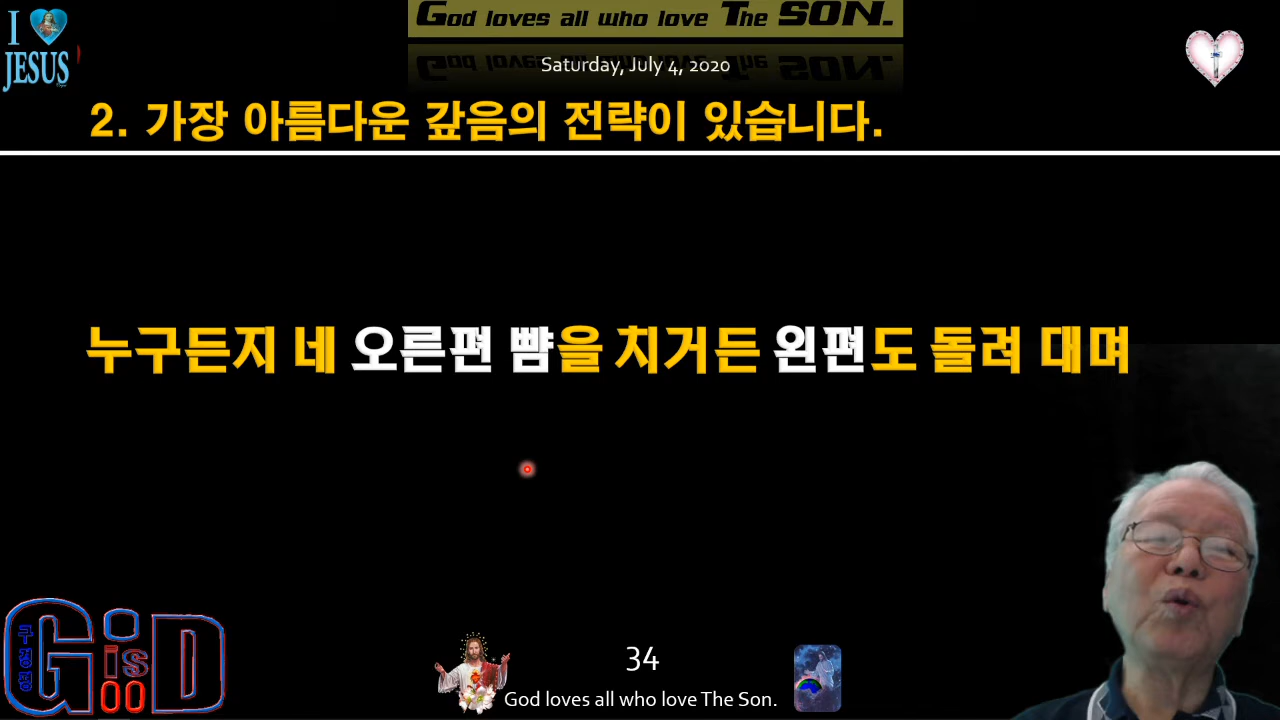 I
JESUS
God loves all who love The SON.
Saturday, July 4, 2020
2. 가장 아름다운 갚음의 전략이 있습니다.
누구든지 네 오른편 뺨을 치거든 왼편도 돌려 대며
GisD
34
God loves all who love The Son.